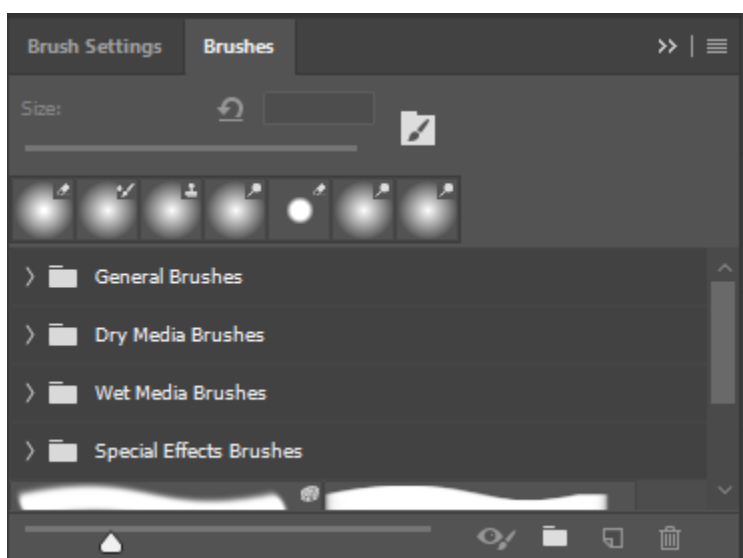 Brush Settings Brushes
Size:
General Brushes
Dry Media Brushes
Wet Media Brushes
Special Effects Brushes